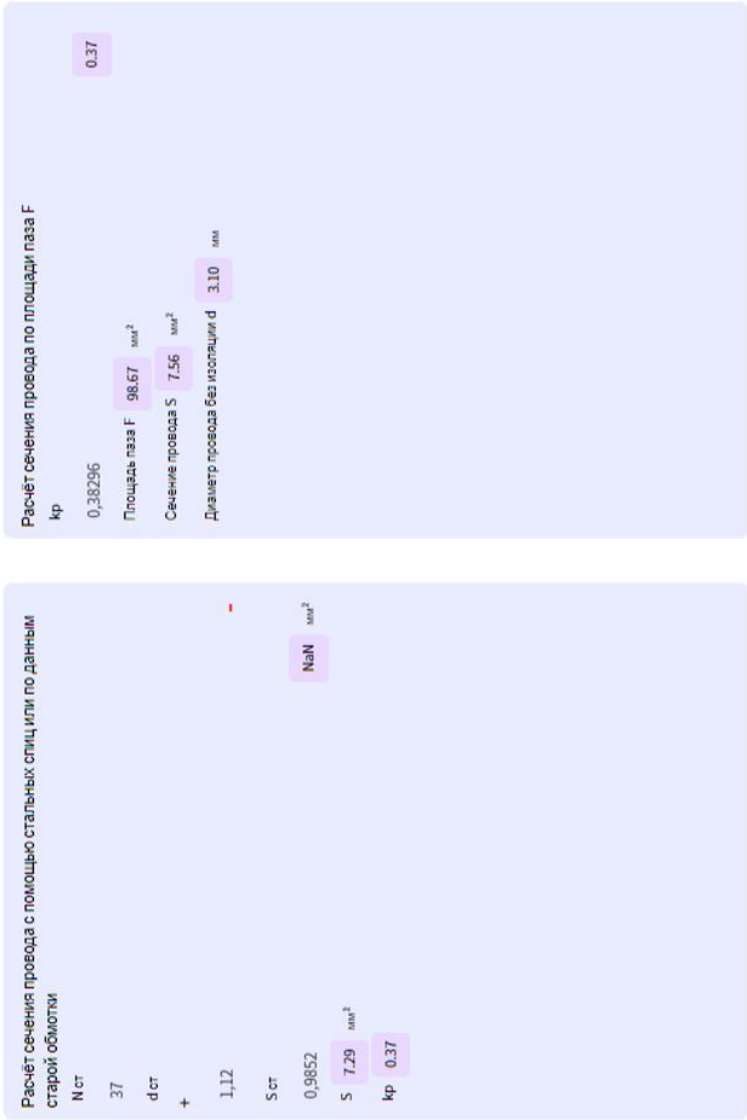 Расчёт сечения провода с помощью стальных спиц или по данным
старой обмотки
N ст
37
d ст
+
1,12 -
S ст
0,9852 NaN мм²
S 7.29 мм²
kp 0.37
Расчёт сечения провода по площади паза F
kp
0,38296 0.37
Площадь паза F 98.67 мм²
Сечение провода S 7.56 мм²
Диаметр провода без изоляции d 3.10 мм